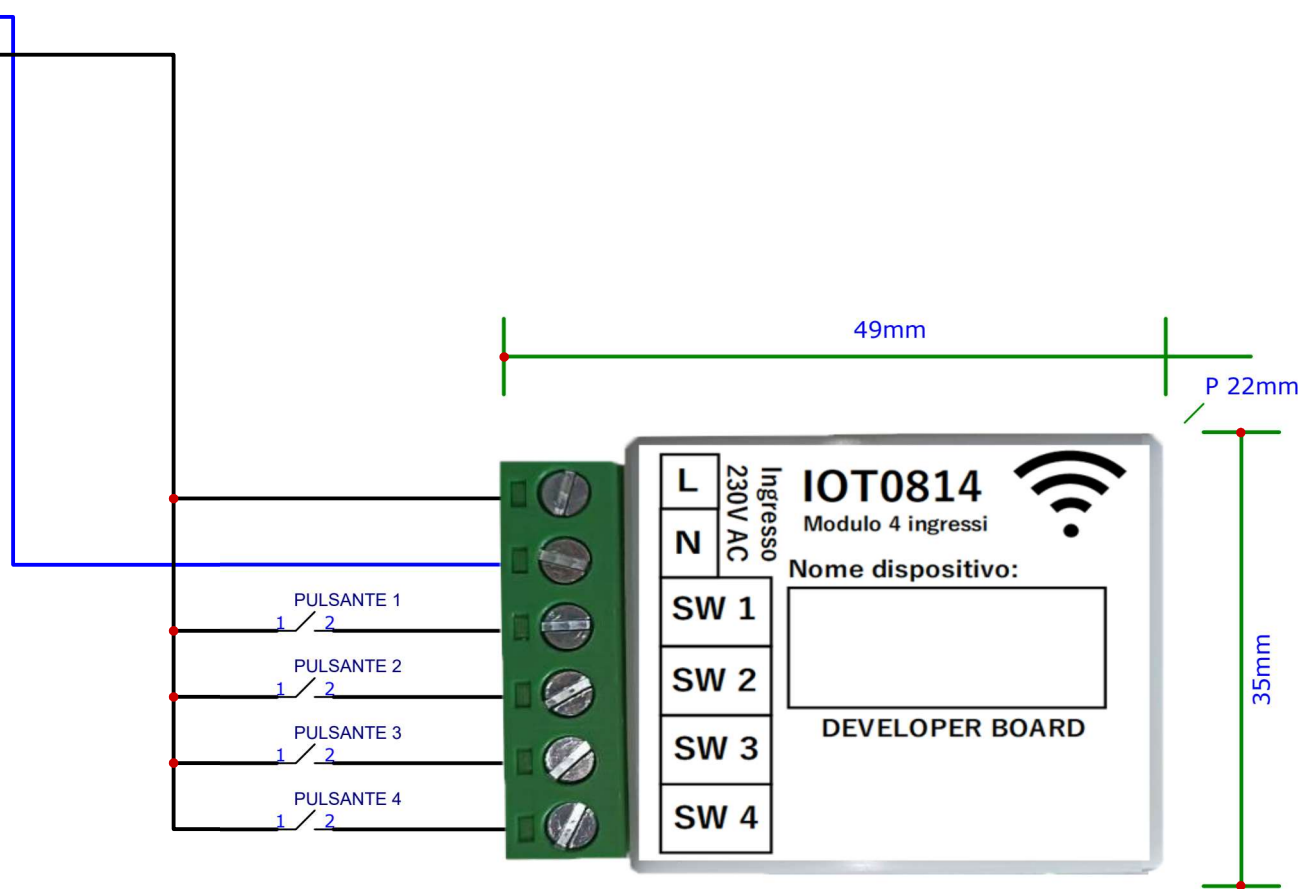 49mm
P 22mm
35mm
L
N
Ingresso
230V AC
SW 1
SW 2
SW 3
SW 4
IOT0814
Modulo 4 ingressi
Nome dispositivo:
DEVELOPER BOARD
PULSANTE 1
1 2
PULSANTE 2
1 2
PULSANTE 3
1 2
PULSANTE 4
1 2